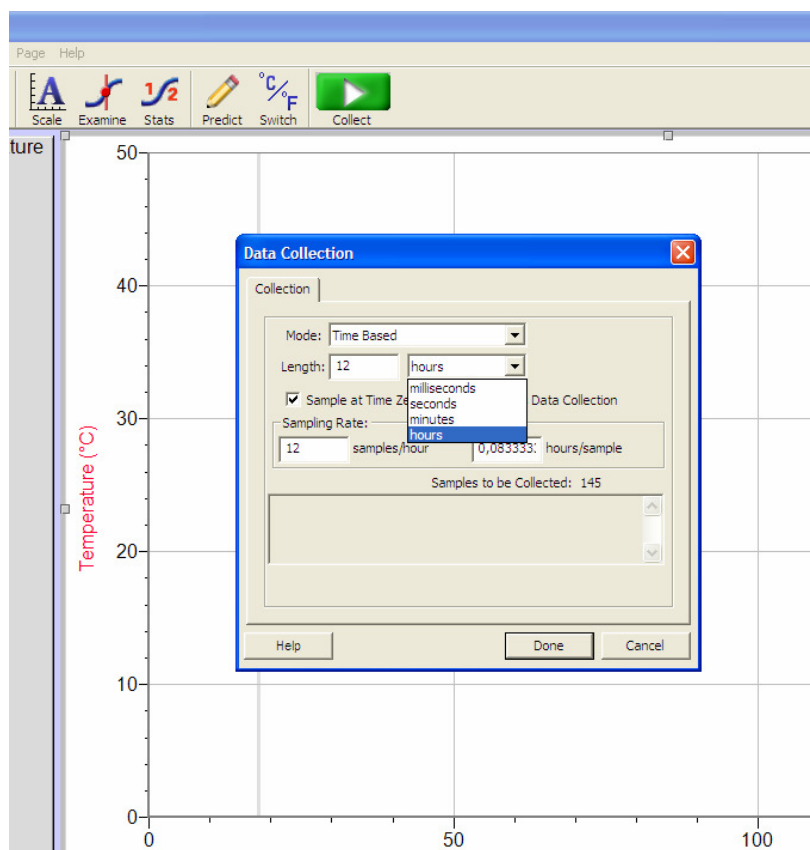 Page Help
Scale Examine Stats Predict Switch Collect
ture
Temperature (°C)
50
40
30
20
10
0
0 50 100
Data Collection
Collection
Mode: Time Based
Length: 12 hours
milliseconds
seconds
minutes
hours
Sample at Time Ze Data Collection
Sampling Rate:
12 samples/hour 0,083333 hours/sample
Samples to be Collected: 145
Help Done Cancel